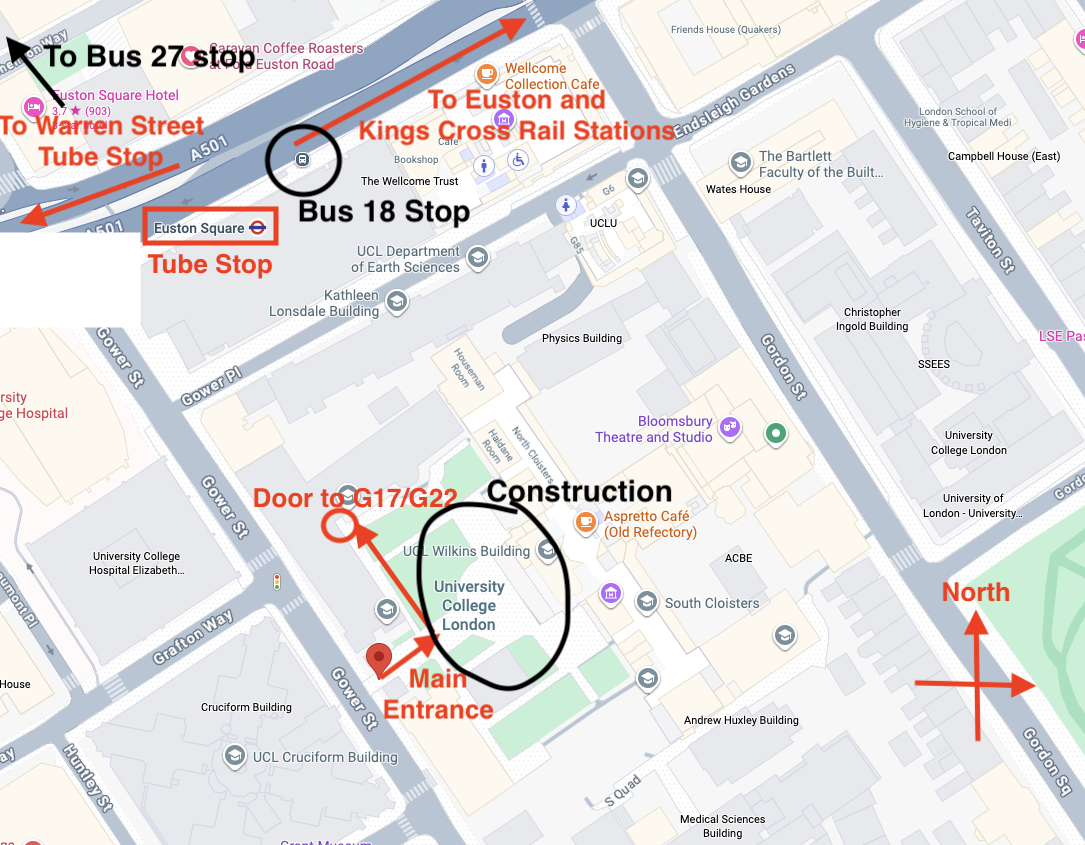 Friends House (Quakers)
To Bus 27 stop
Caravan Coffee Roasters
at Ford Euston Road
Wellcome
Collection Cafe
Euston Square Hotel
3.7 ★ (903)
To Euston and
Kings Cross Rail Stations
To Warren Street
Tube Stop
A501
Cafe
Bookshop
The Wellcome Trust
Endsleigh Gardens
London School of
Hygiene & Tropical Medi
Campbell House (East)
The Bartlett
Faculty of the Built...
Wates House
G6
UCLU
G85
Bus 18 Stop
A501
Euston Square
Tube Stop
Taviton St
UCL Department
of Earth Sciences
Kathleen
Lonsdale Building
Physics Building
Christopher
Ingold Building
LSE Pas
SSEES
Gower St
Gower Pl
Houseman
Room
Gordon St
rsity
ge Hospital
Bloomsbury
Theatre and Studio
Haldane
Room
North Cloisters
University
College London
Gower St
Door to G17/G22
Construction
University of
London - University...
Gordo
Aspretto Café
(Old Refectory)
UCL Wilkins Building
ACBE
University College
Hospital Elizabeth...
University
College
London
South Cloisters
North
aumont Pl
Grafton Way
House
Gower St
Main
Entrance
Cruciform Building
Andrew Huxley Building
UCL Cruciform Building
ay
Huntley St
S Quad
Gordon Sq
Medical Sciences
Building
Grant Museum